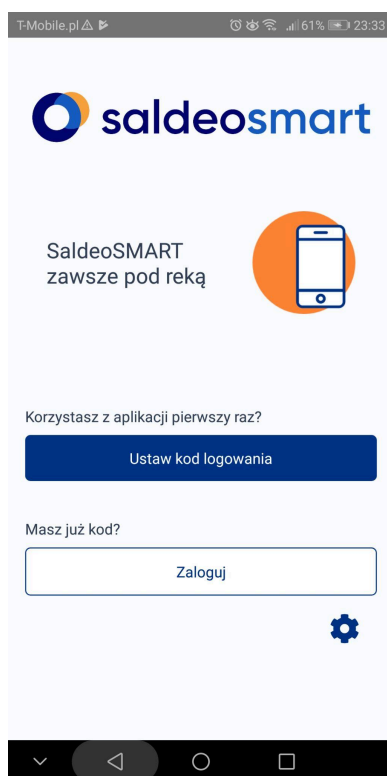 T-Mobile.pl 61% 23:33
saldeosmart
SaldeoSMART
zawsze pod reką
Korzystasz z aplikacji pierwszy raz?
Ustaw kod logowania
Masz już kod?
Zaloguj